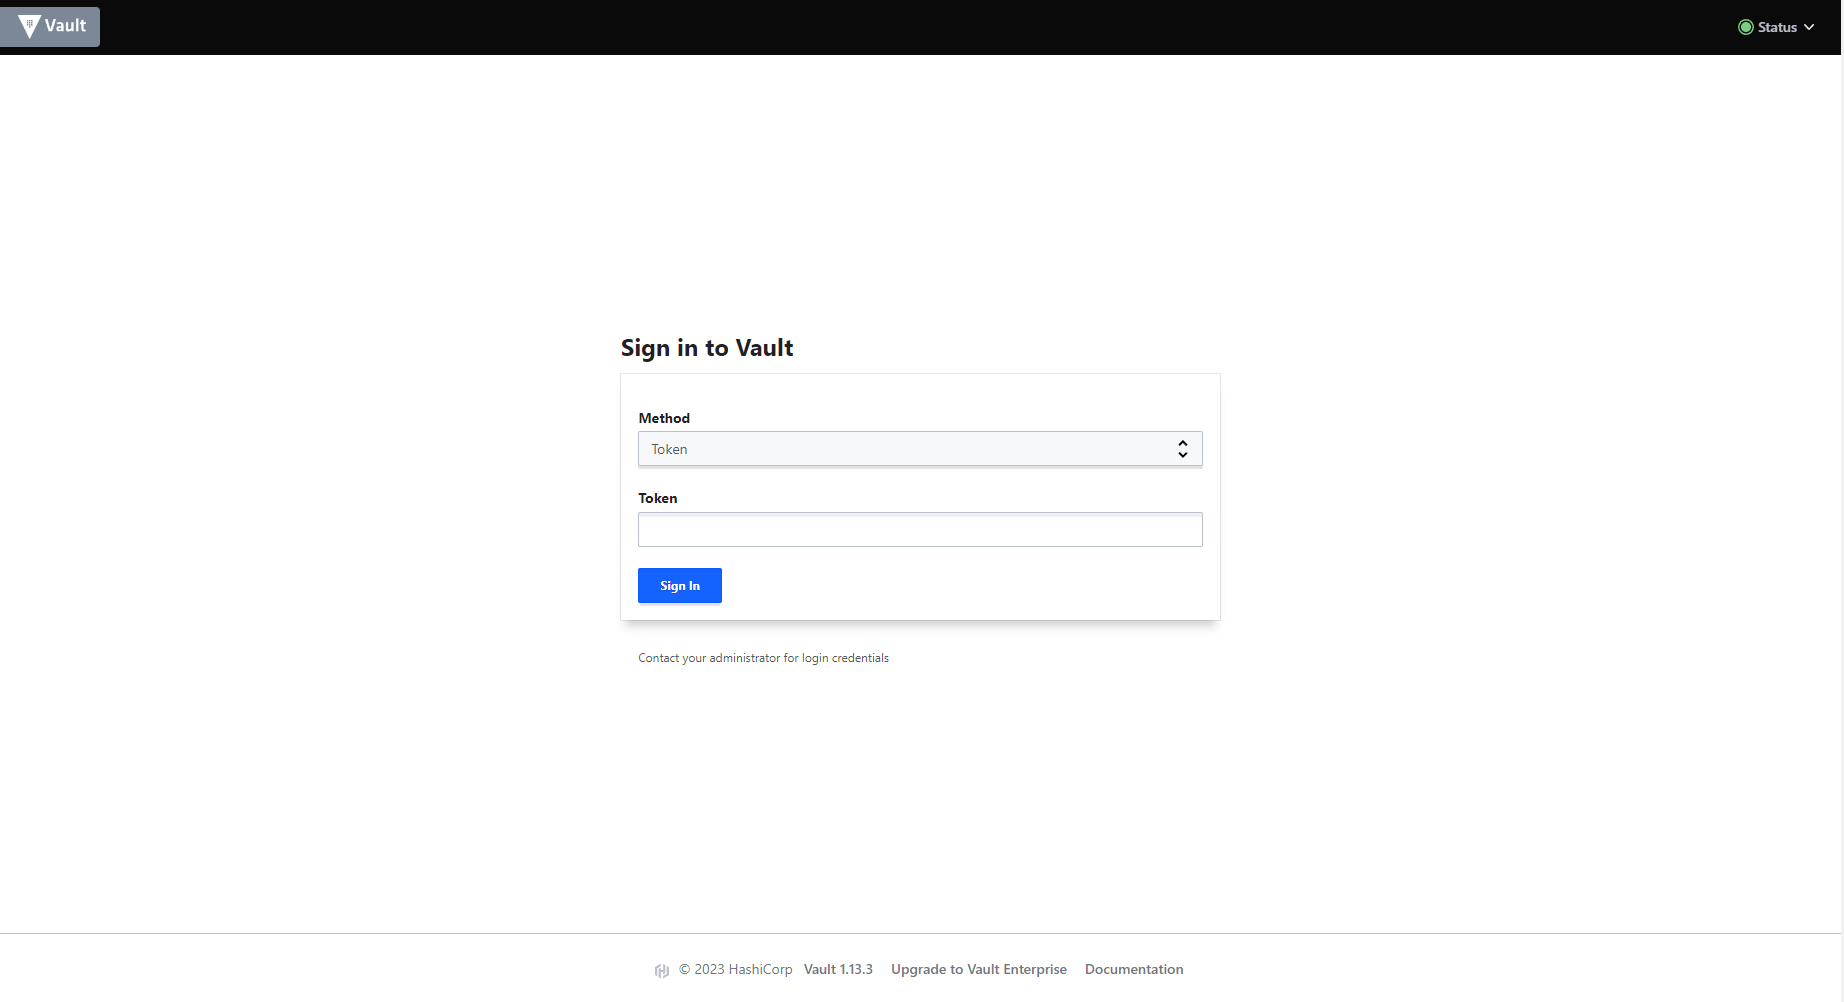 Vault
Status
Sign in to Vault
Method
Token
Token
Sign In
Contact your administrator for login credentials
© 2023 HashiCorp Vault 1.13.3 Upgrade to Vault Enterprise Documentation